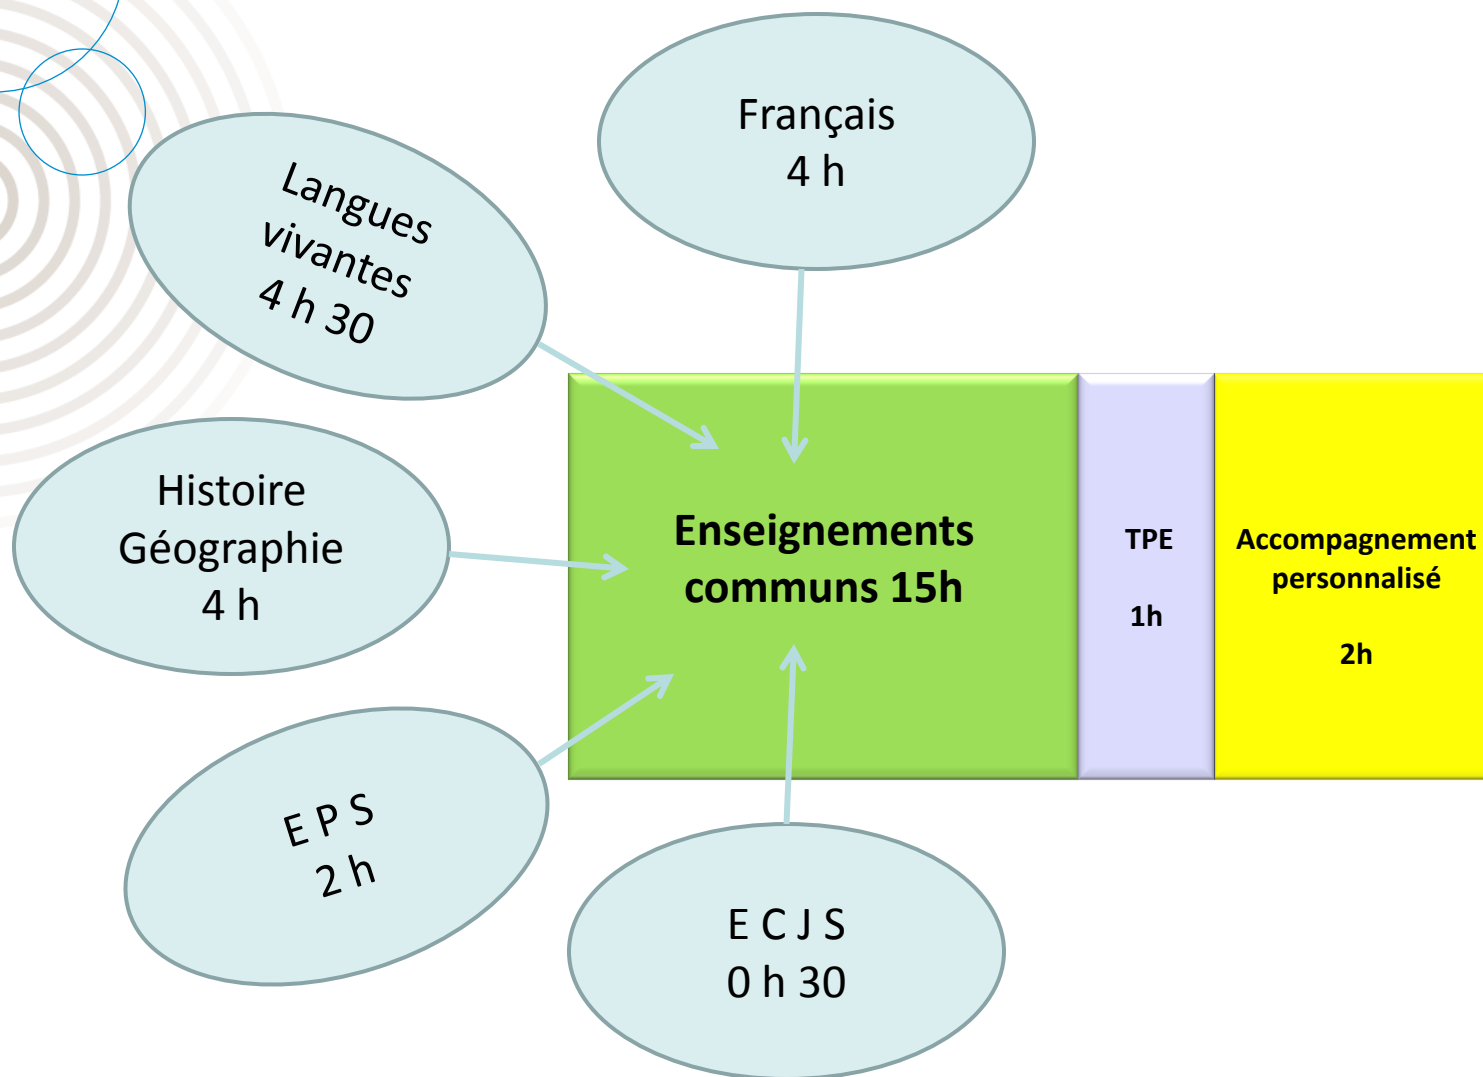 Français
4 h
Langues
vivantes
4 h 30
Histoire
Géographie
4 h
Enseignements
communs 15h
TPE
1h
Accompagnement
personnalisé
2h
E P S
2 h
E C J S
0 h 30